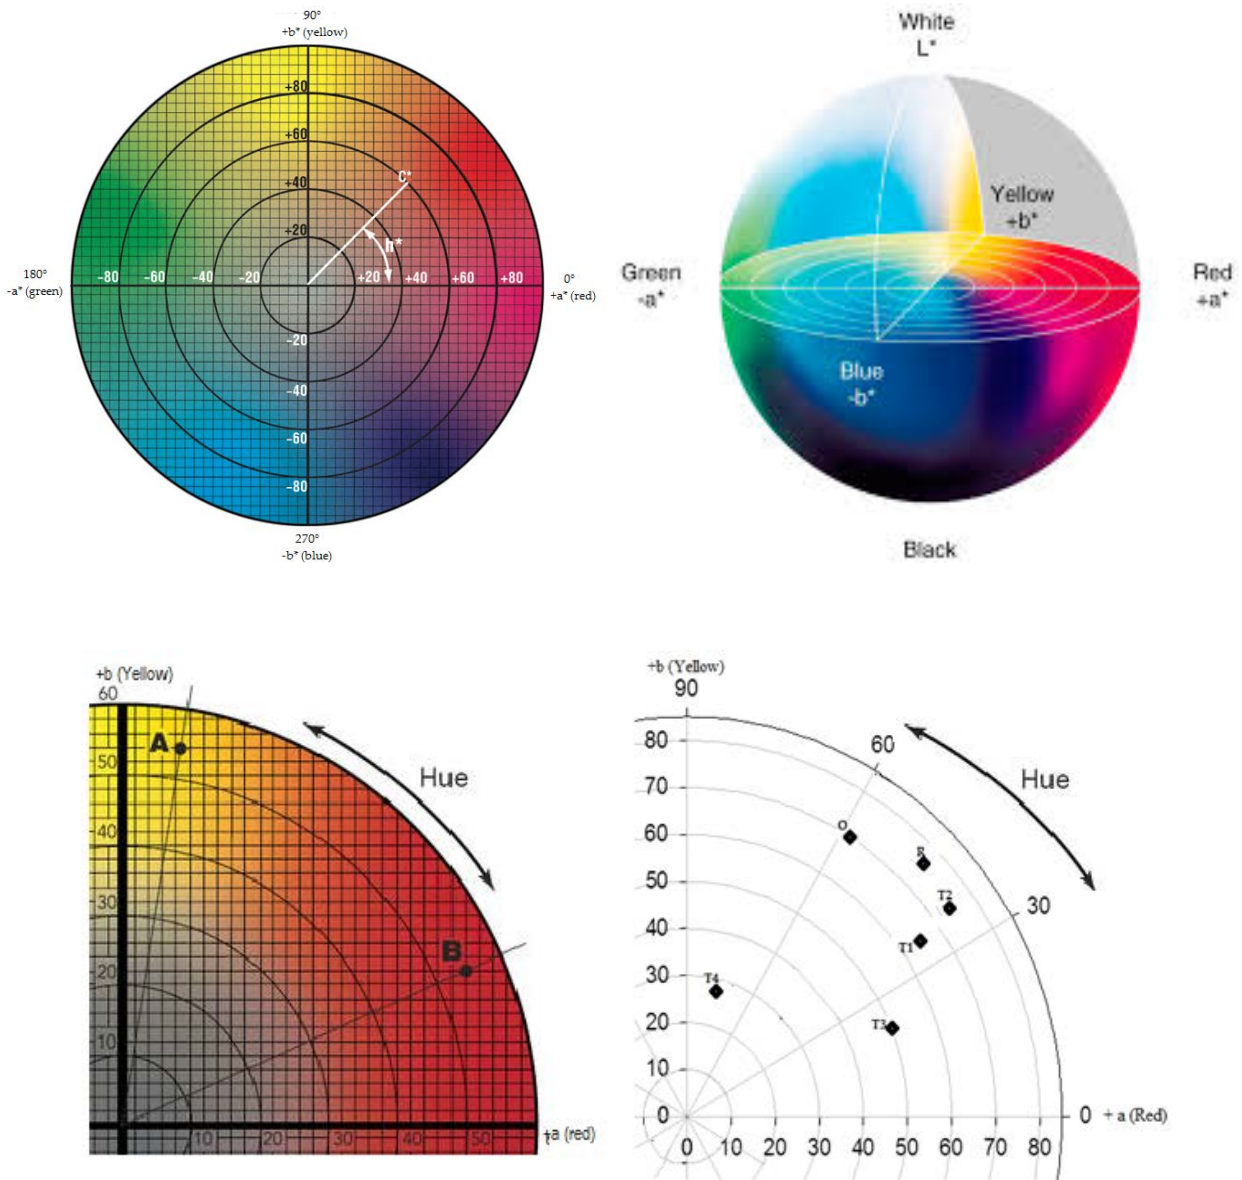 90°
+b* (yellow)
+80
+60
+40
C*
+20
h*
180°
-a* (green)
-80
-60
-40
-20
+20
+40
+60
+80
0°
+a* (red)
-20
-40
-60
-80
270°
-b* (blue)
White
L*
Yellow
+b*
Green
-a*
Red
+a*
Blue
-b*
Black
+b (Yellow)
60
A
50
Hue
40
30
B
20
10
10
20
30
40
50
+a (red)
+b (Yellow)
90
80
60
Hue
70
O
60
R
50
T2
30
40
T1
30
T4
20
T3
10
0
0 + a (Red)
0 10 20 30 40 50 60 70 80